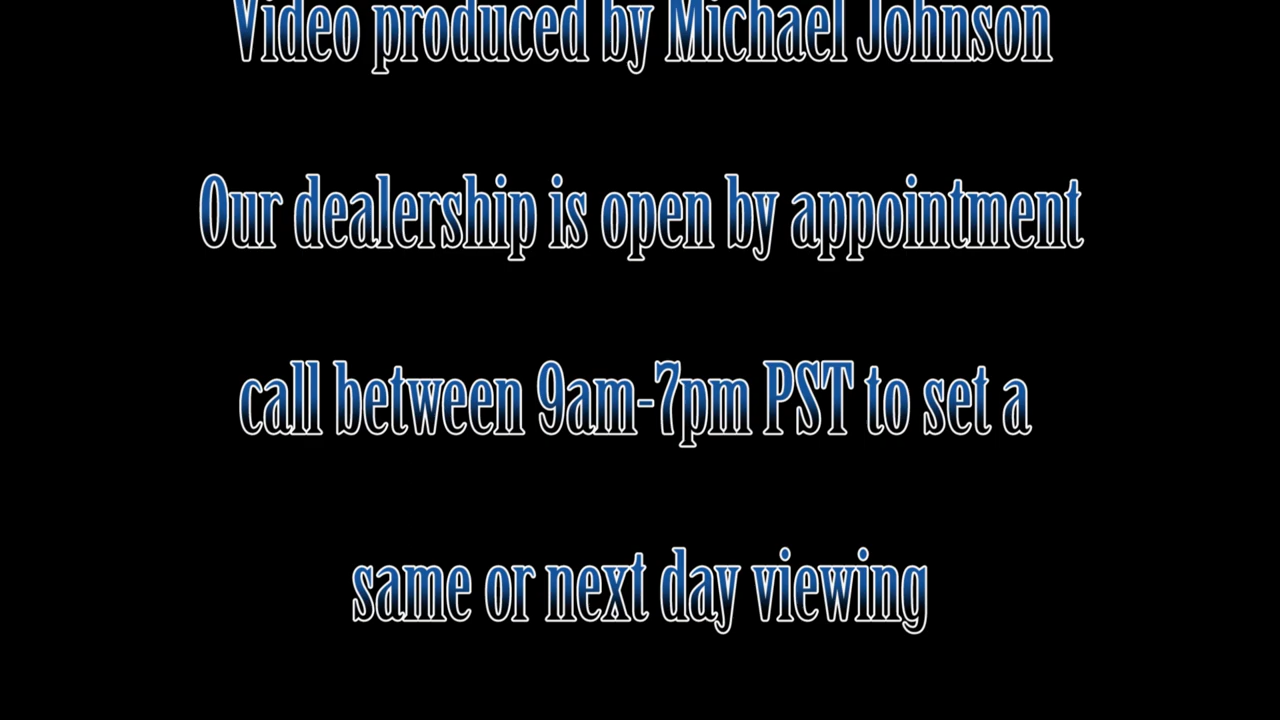 Video produced by Michael Johnson
Our dealership is open by appointment
call between 9am-7pm PST to set a
same or next day viewing